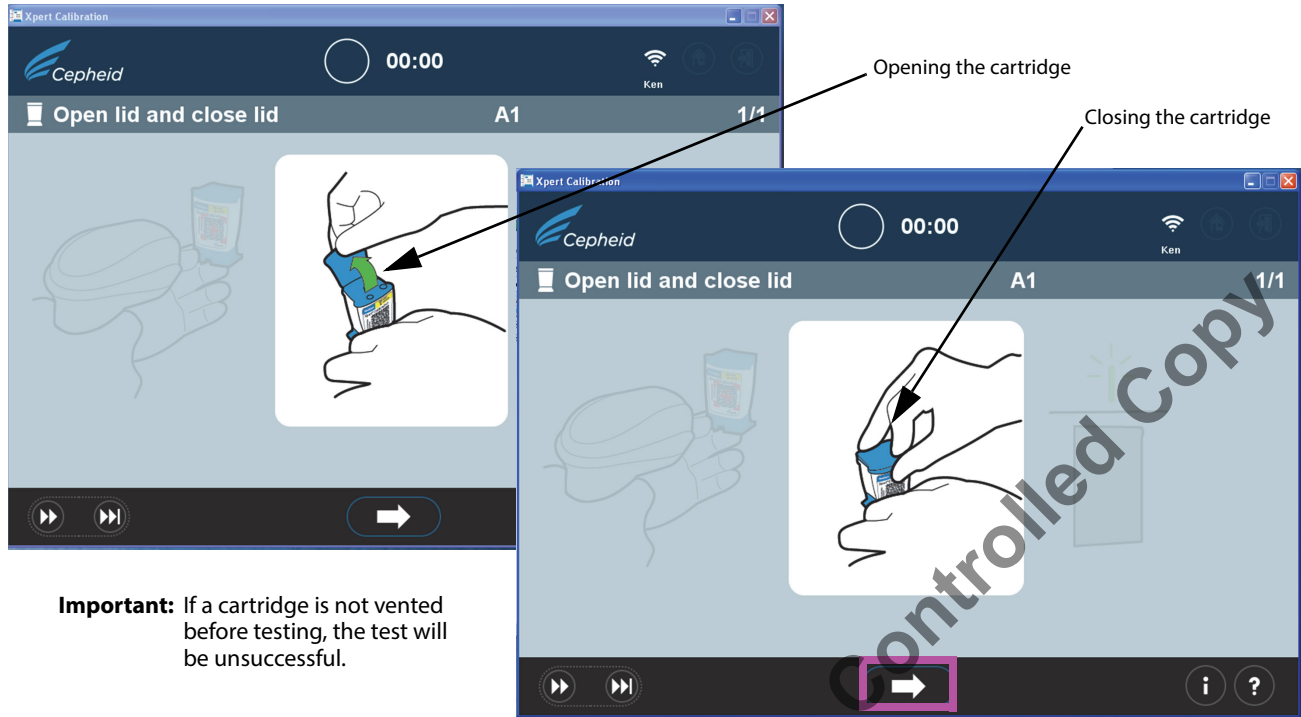 Xpert Calibration
Cepheid
00:00
Ken
Open lid and close lid
A1
1/1
Opening the cartridge
Closing the cartridge
Xpert Calibration
Cepheid
00:00
Ken
Open lid and close lid
A1
1/1
Important: If a cartridge is not vented
before testing, the test will
be unsuccessful.
i
?
Controlled Copy